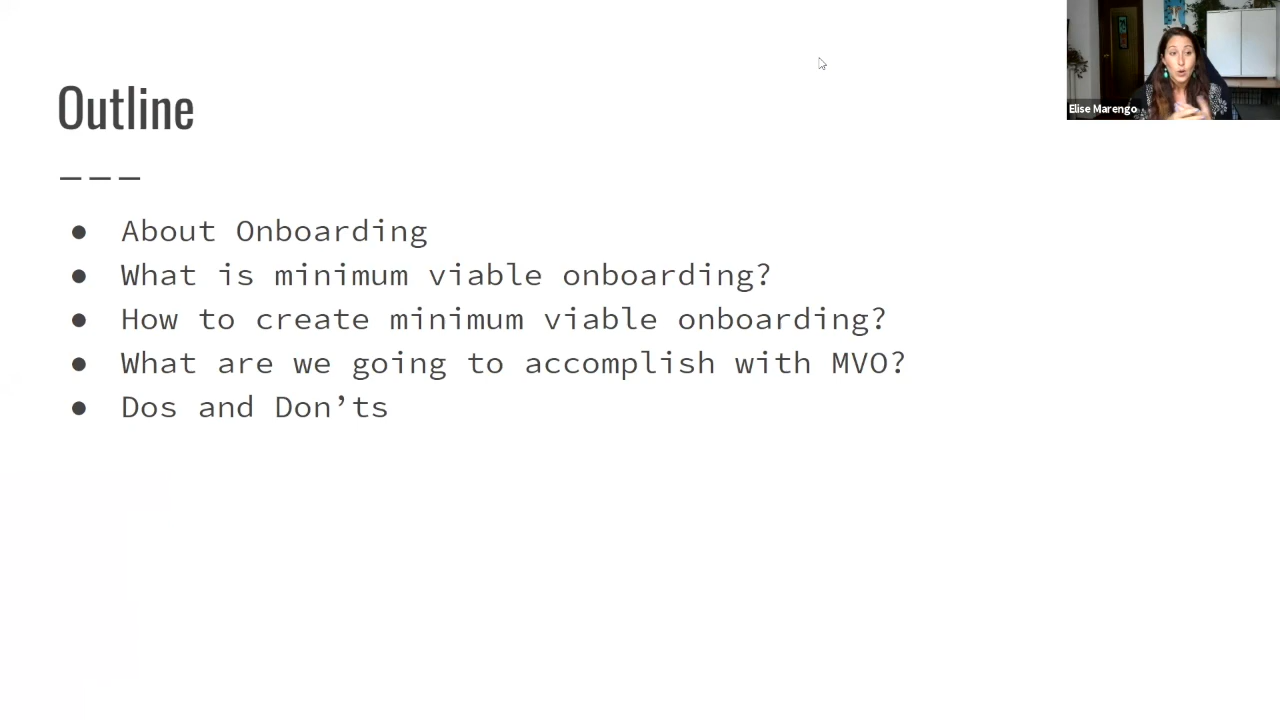 Outline
Elise Marengo
About Onboarding
What is minimum viable onboarding?
How to create minimum viable onboarding?
What are we going to accomplish with MVO?
Dos and Don’ts